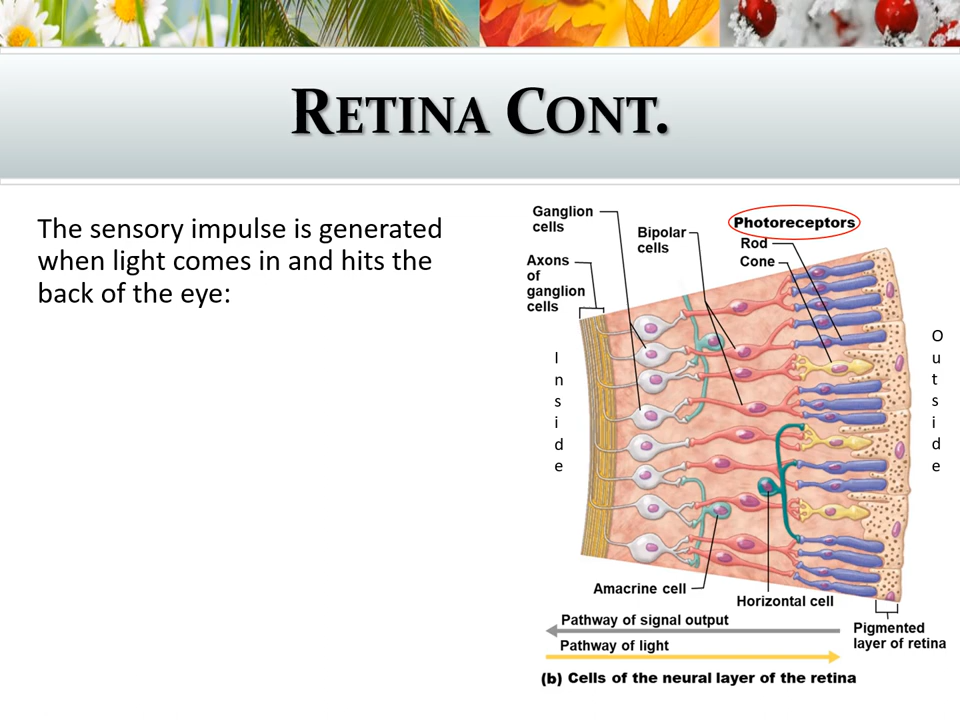 RETINA CONT.
The sensory impulse is generated
when light comes in and hits the
back of the eye:
Ganglion
cells
Axons
of
ganglion
cells
Bipolar
cells
Photoreceptors
Rod
Cone
Inside
Outside
Amacrine cell
Horizontal cell
Pigmented
layer of retina
Pathway of signal output
Pathway of light
(b) Cells of the neural layer of the retina